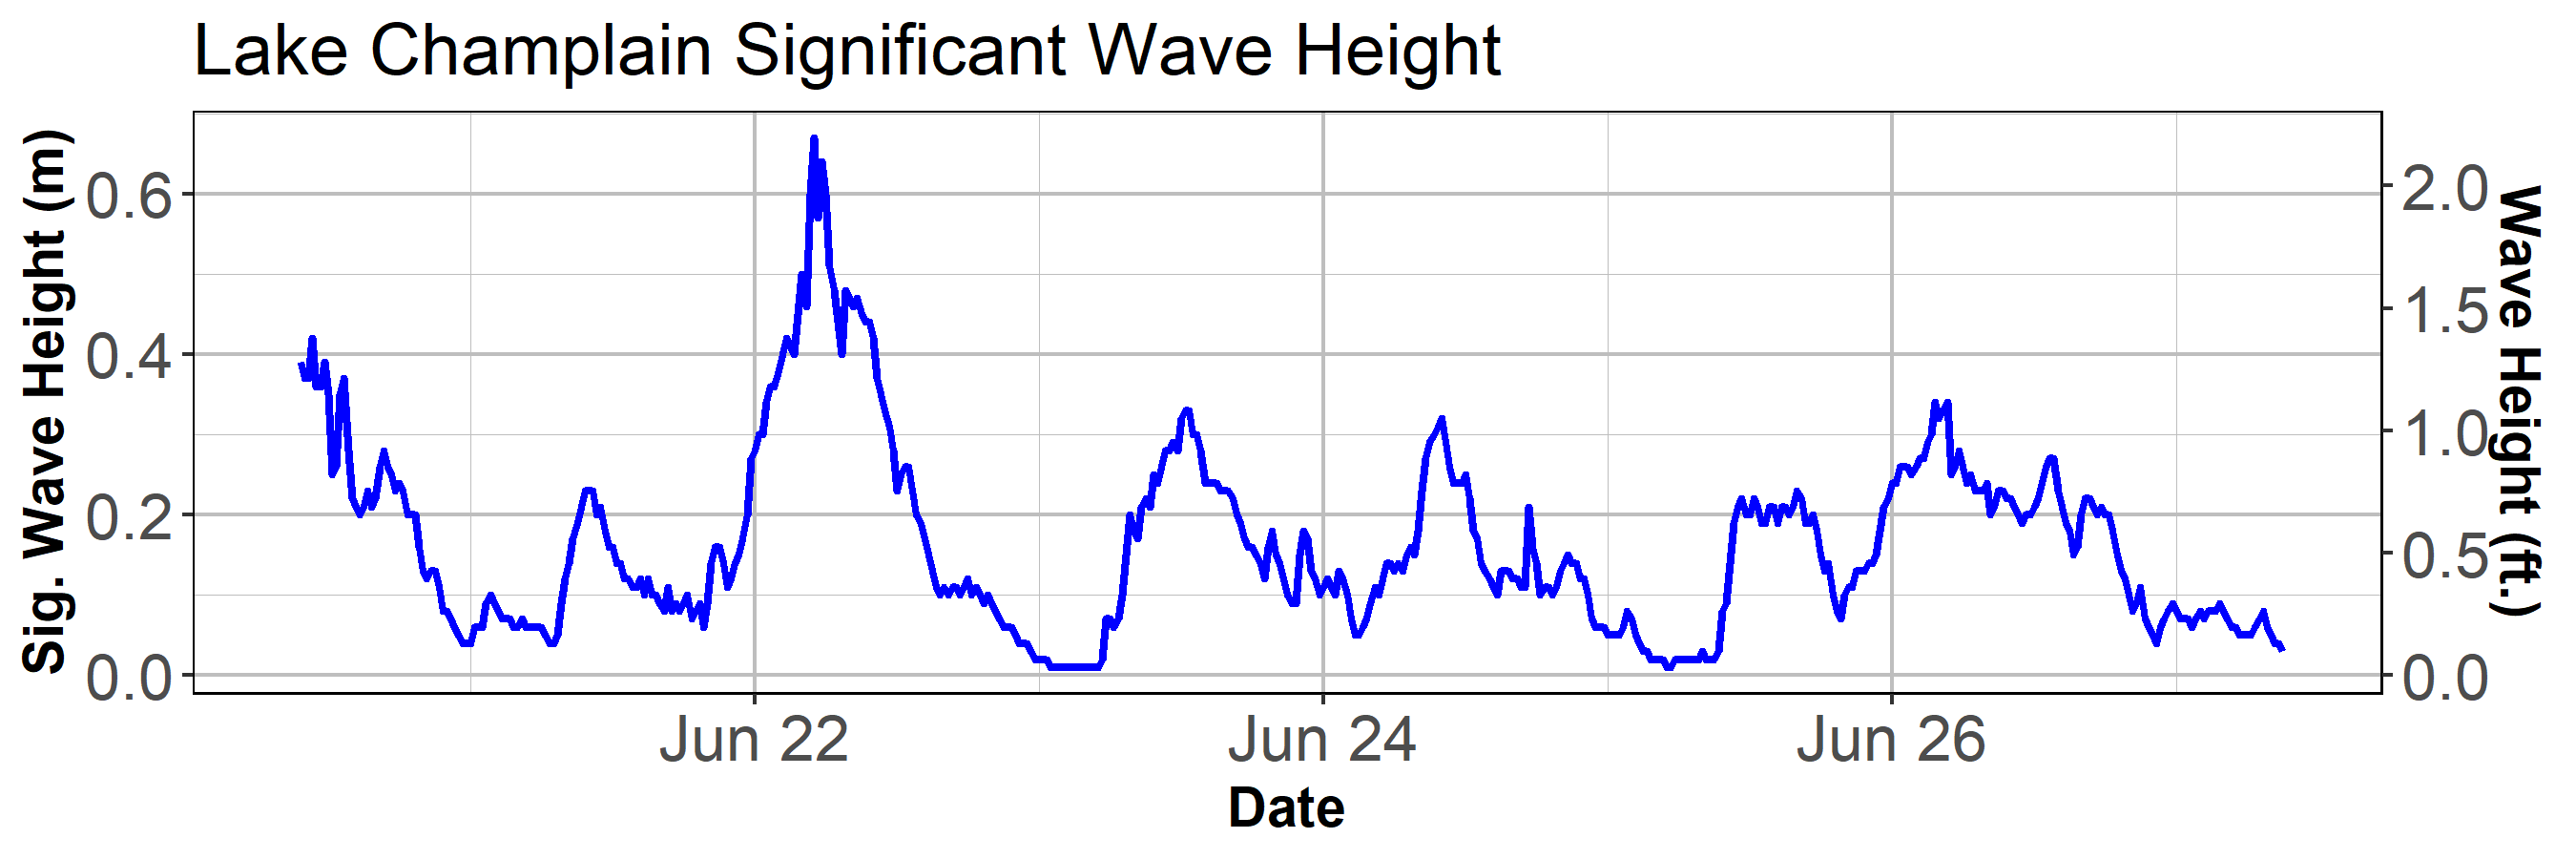 Lake Champlain Significant Wave Height
Sig. Wave Height (m)
0.6
0.4
0.2
0.0
2.0
1.5
1.0
0.5
0.0
Wave Height (ft.)
Jun 22
Jun 24
Jun 26
Date